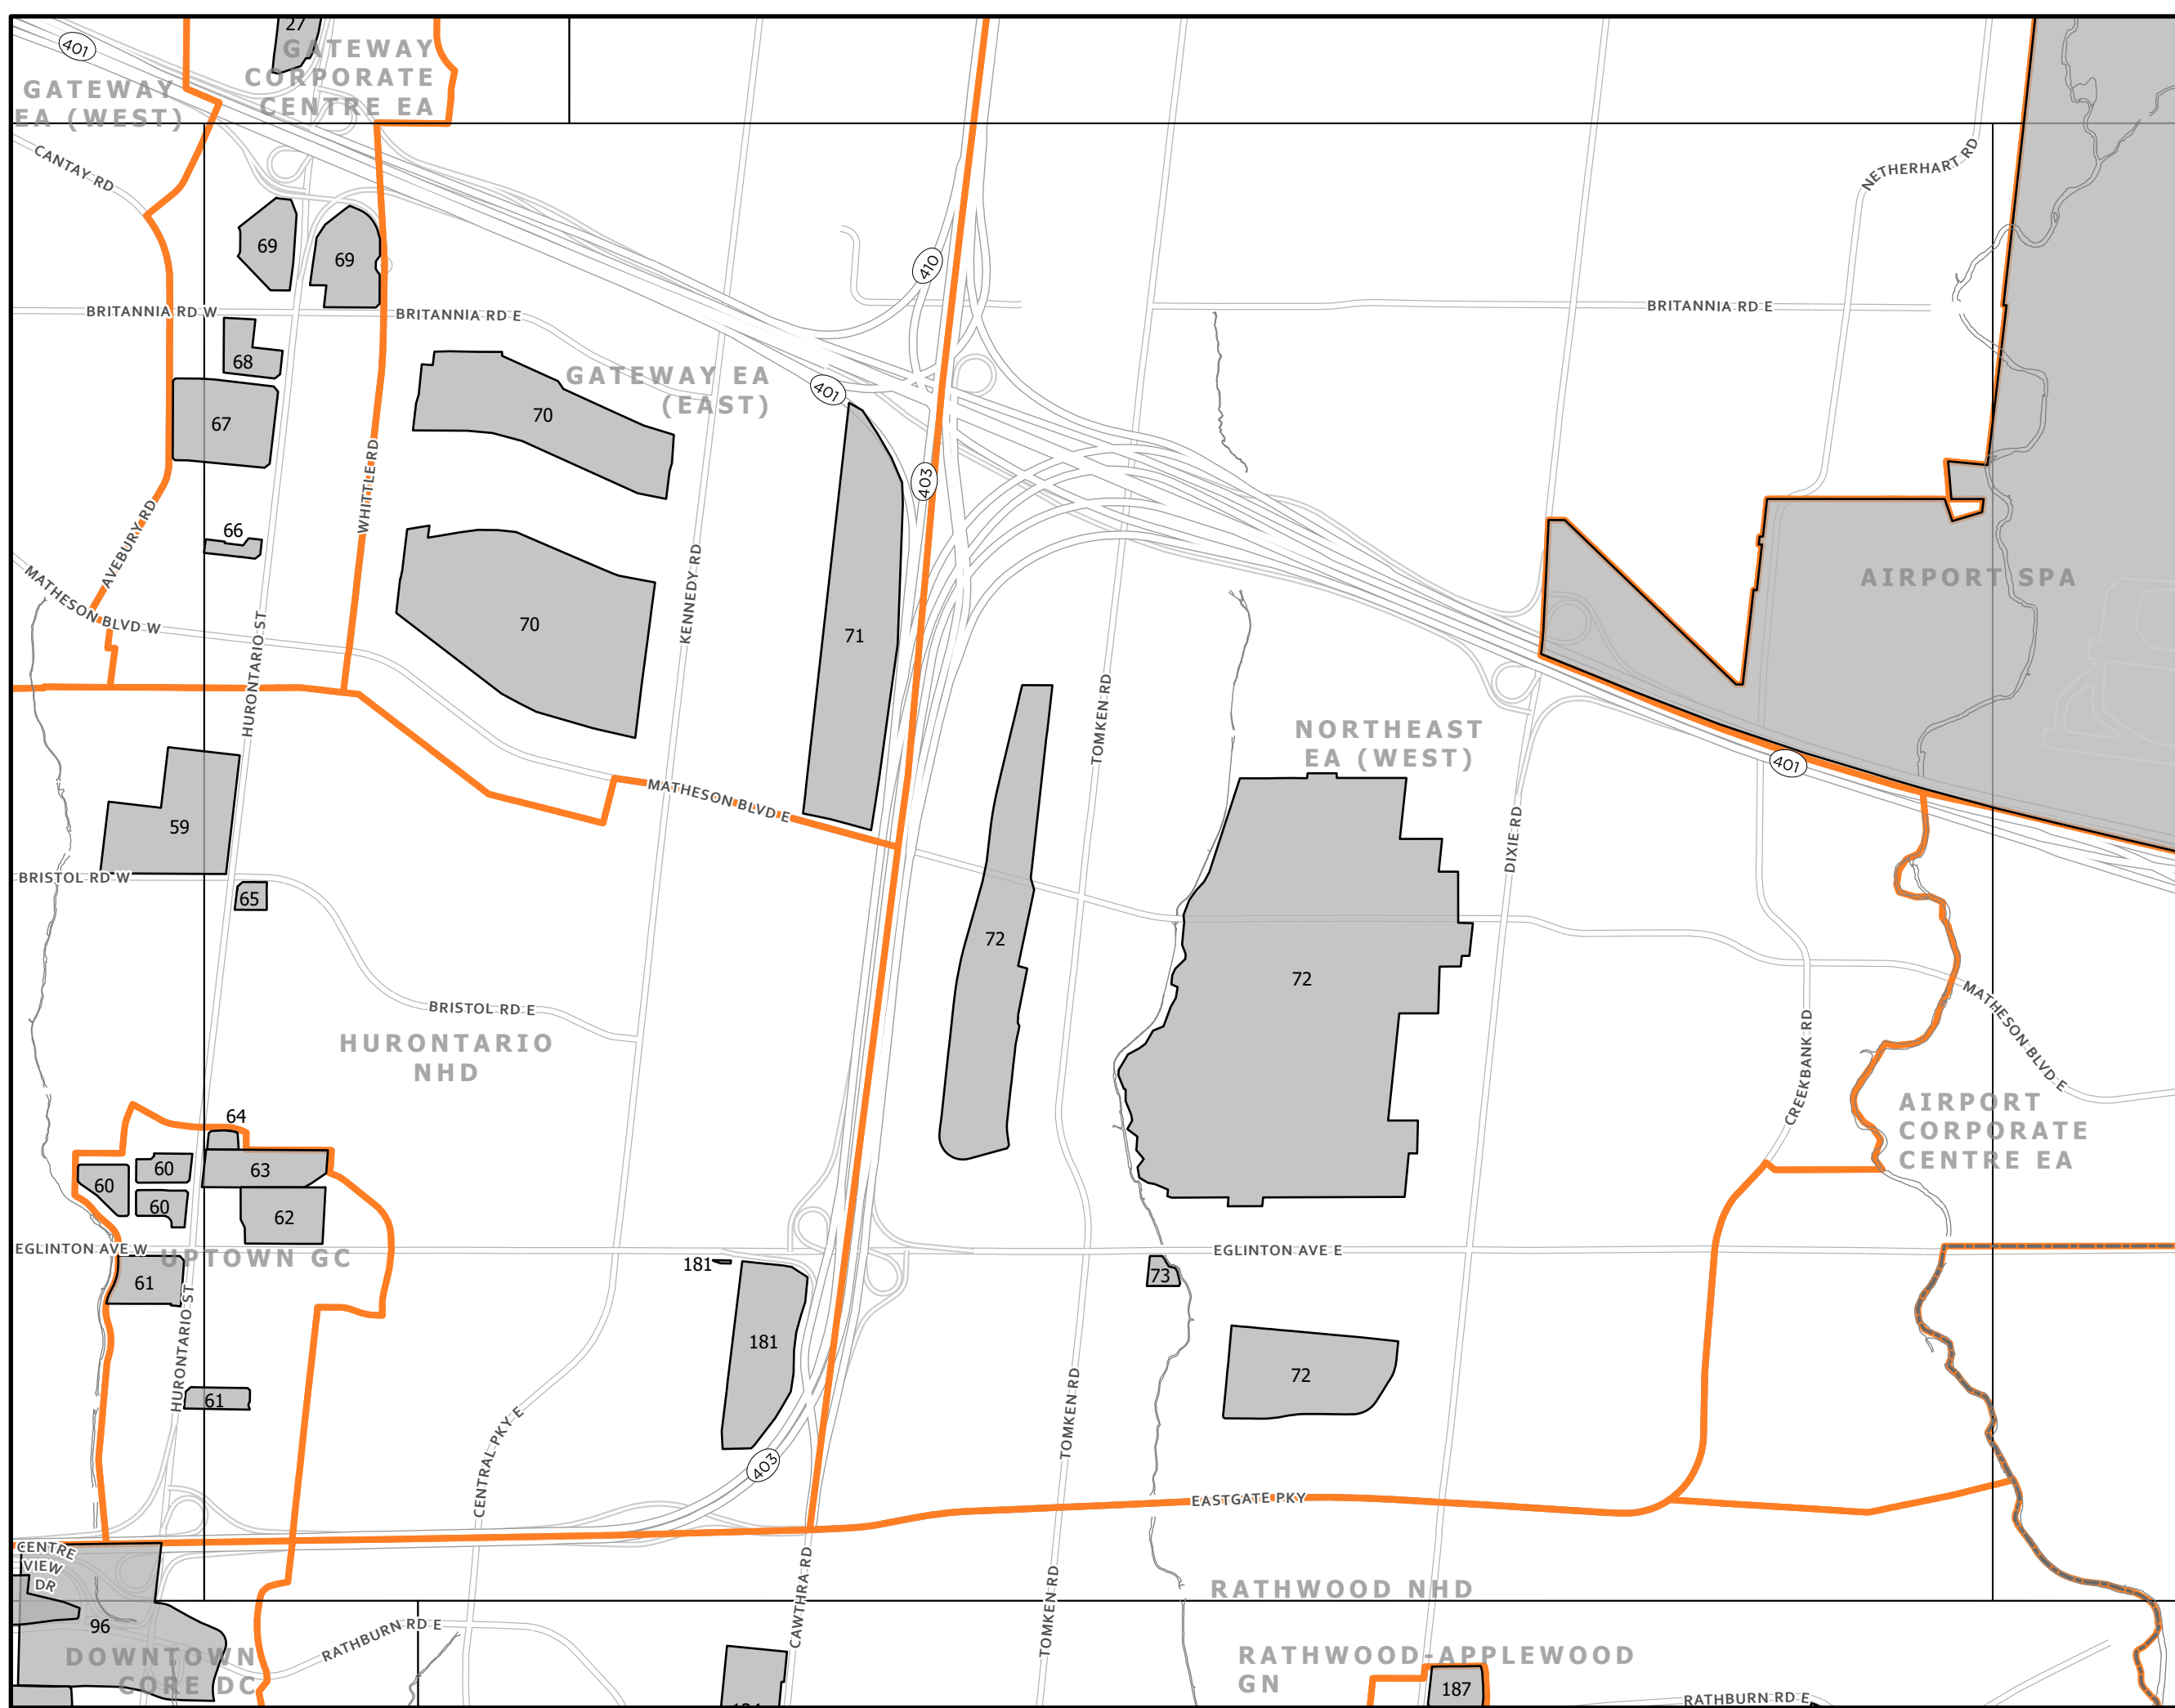 27
401
GATEWAY
CORPORATE
CENTRE EA
GATEWAY
EA (WEST)
CANTAY RD
NETHERHART RD
69
69
410
BRITANNIA RD W
BRITANNIA RD E
BRITANNIA RD E
68
GATEWAY EA
(EAST)
401
67
70
403
WHITTLE RD
AVEBURY RD
66
KENNEDY RD
AIRPORT SPA
MATHESON BLVD W
70
71
HURONTARIO ST
TOMKEN RD
NORTHEAST
EA (WEST)
401
MATHESON BLVD E
59
DIXIE RD
BRISTOL RD W
65
72
72
BRISTOL RD E
HURONTARIO
NHD
MATHESON BLVD E
CREEKBANK RD
AIRPORT
CORPORATE
CENTRE EA
64
60
63
60
60
62
EGLINTON AVE W
UPTOWN GC
EGLINTON AVE E
181
73
61
HURONTARIO ST
181
72
61
TOMKEN RD
CENTRAL PKY E
403
EASTGATE PKY
CENTRE
VIEW
DR
CAWTHRA RD
TOMKEN RD
RATHWOOD NHD
96
RATHBURN RD E
DOWNTOWN
CORE DC
RATHWOOD-APPLEWOOD
GN
187
RATHBURN RD E